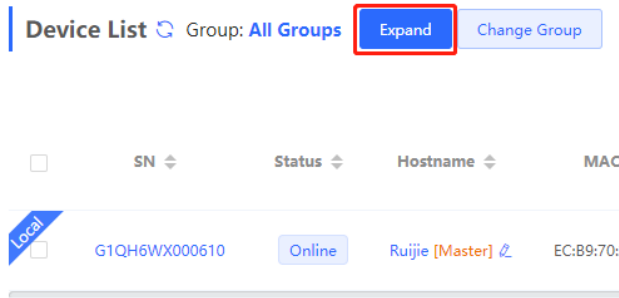 Device List Group: All Groups Expand Change Group
SN Status Hostname MAC
Local
G1QH6WX000610 Online Ruijie [Master] EC:B9:70: